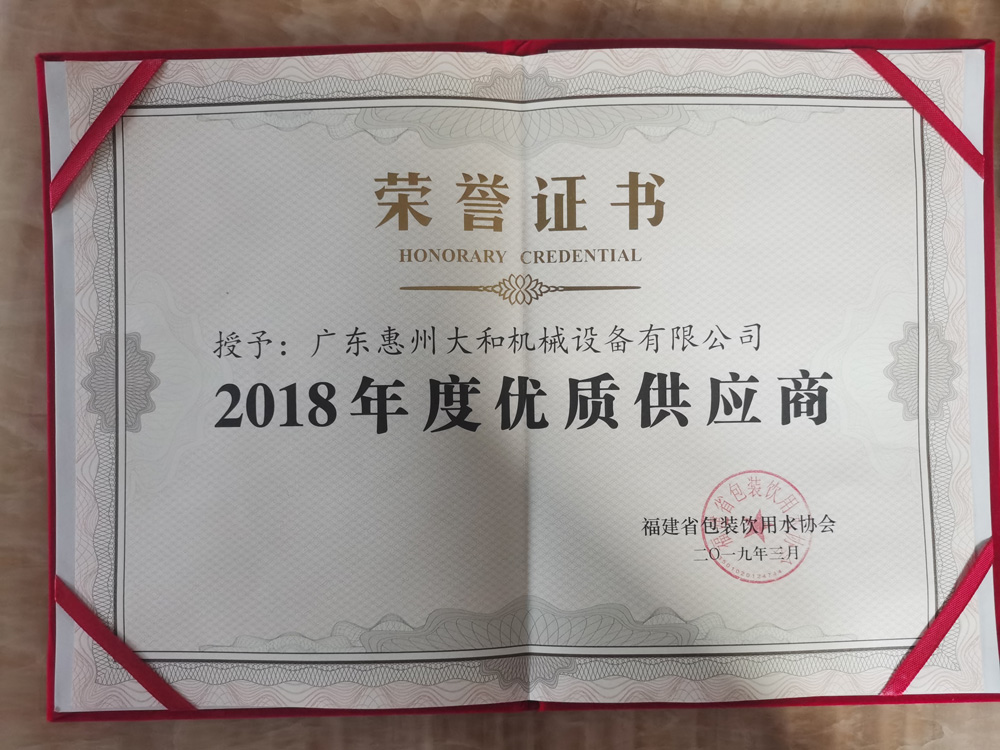 荣誉证书
HONORARY CREDENTIAL
授予：广东惠州大和机械设备有限公司
2018年度优质供应商
福建省包装饮用水协会
二〇一九年三月